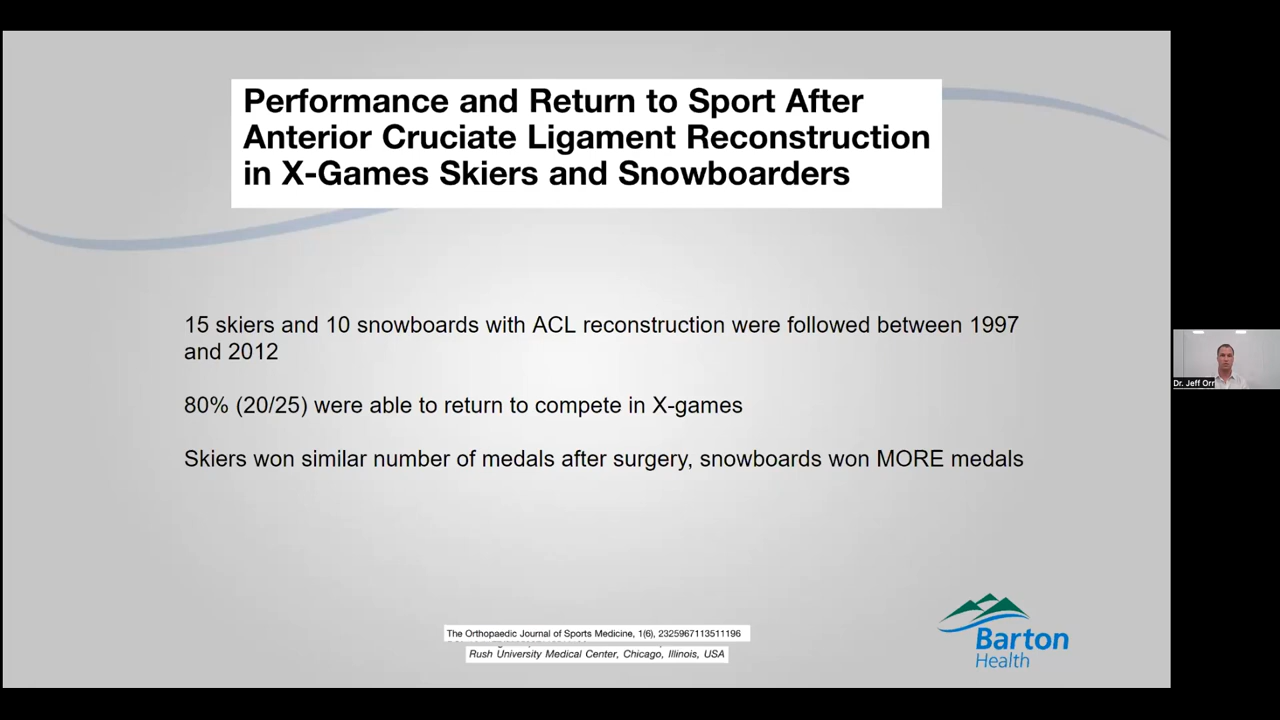 Performance and Return to Sport After
Anterior Cruciate Ligament Reconstruction
in X-Games Skiers and Snowboarders
15 skiers and 10 snowboards with ACL reconstruction were followed between 1997
and 2012
80% (20/25) were able to return to compete in X-games
Skiers won similar number of medals after surgery, snowboards won MORE medals
The Orthopaedic Journal of Sports Medicine, 1(6), 2325967113511196
Rush University Medical Center, Chicago, Illinois, USA
Barton
Health
Dr. Jeff Orr